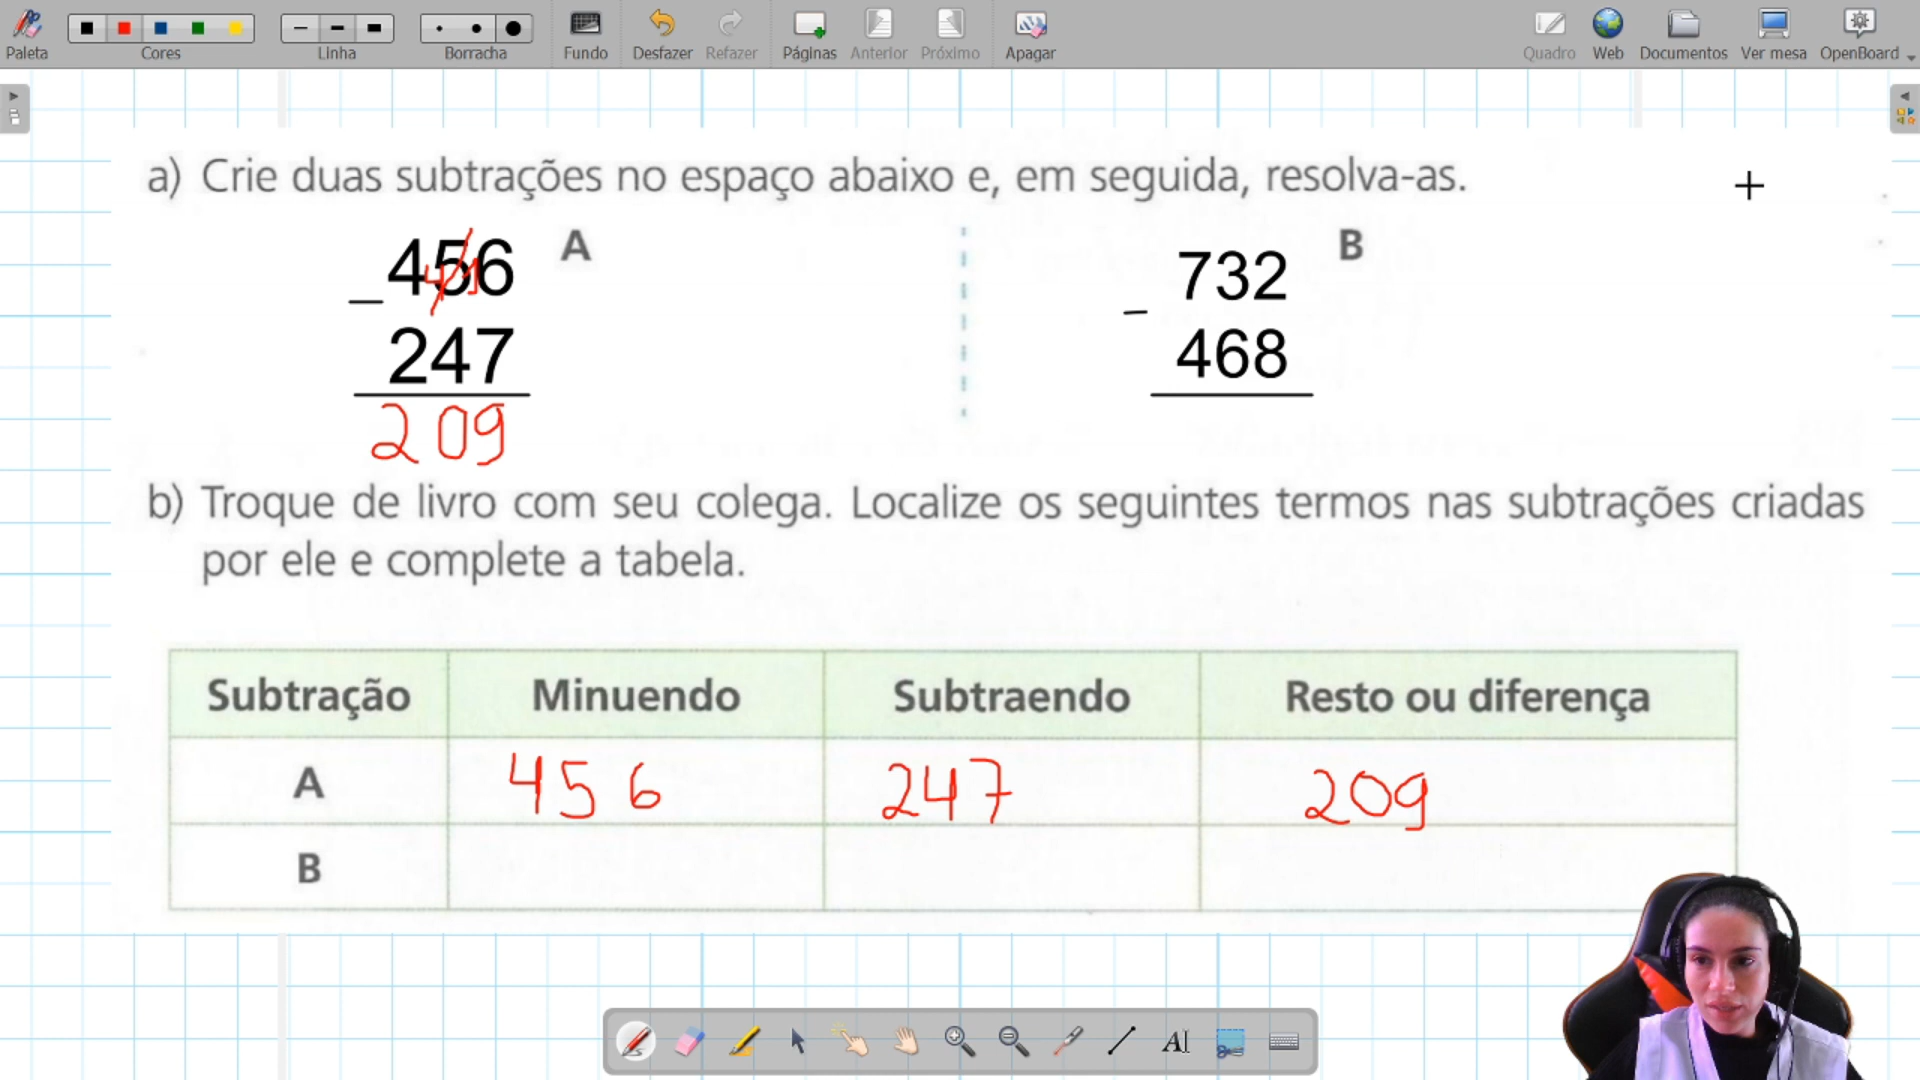 Paleta Cores Linha Borracha Fundo Desfazer Refazer Páginas Anterior Próximo Apagar Quadro Web Documentos Ver mesa OpenBoard
a) Crie duas subtrações no espaço abaixo e, em seguida, resolva-as.
A
456
4 1
_
247
209
B
732
-
468
b) Troque de livro com seu colega. Localize os seguintes termos nas subtrações criadas
por ele e complete a tabela.
Subtração Minuendo Subtraendo Resto ou diferença
A 456 247 209
B